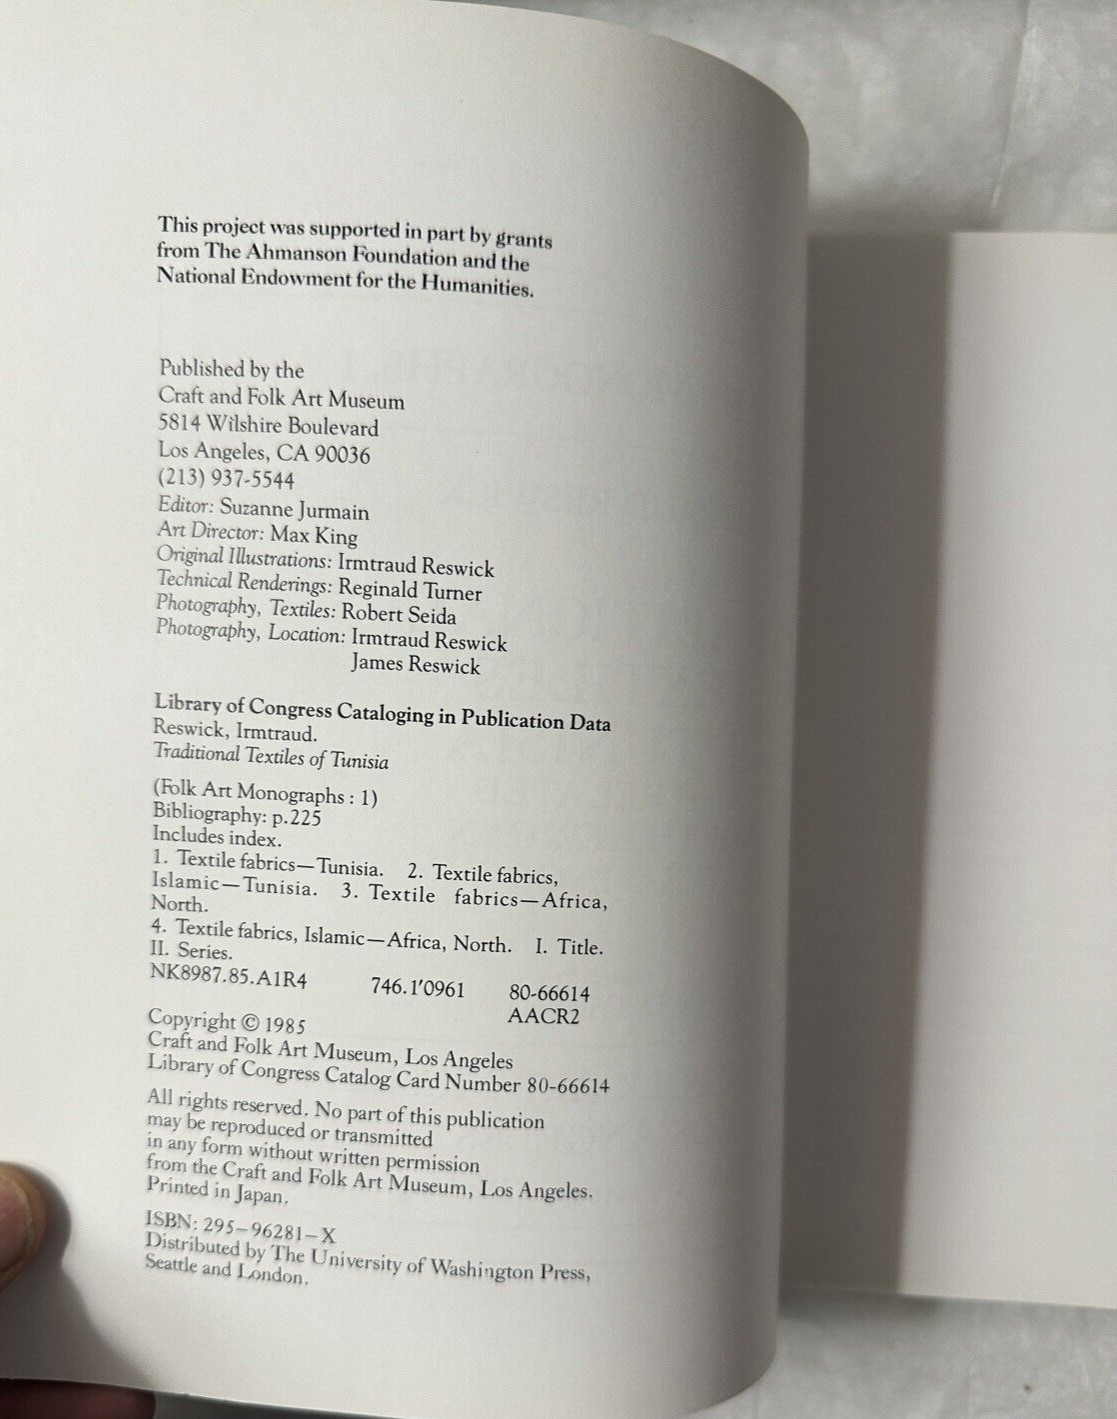 This project was supported in part by grants
from The Ahmanson Foundation and the
National Endowment for the Humanities.
Published by the
Craft and Folk Art Museum
5814 Wilshire Boulevard
Los Angeles, CA 90036
(213) 937-5544
Editor: Suzanne Jurmain
Art Director: Max King
Original Illustrations: Irmtraud Reswick
Technical Renderings: Reginald Turner
Photography, Textiles: Robert Seida
Photography, Location: Irmtraud Reswick
James Reswick
Library of Congress Cataloging in Publication Data
Reswick, Irmtraud.
Traditional Textiles of Tunisia
(Folk Art Monographs : 1)
Bibliography: p.225
Includes index.
1. Textile fabrics—Tunisia. 2. Textile fabrics,
Islamic—Tunisia. 3. Textile fabrics—Africa,
North.
4. Textile fabrics, Islamic—Africa, North. I. Title.
II. Series.
NK8987.85.A1R4 746.1'0961 80-66614
AACR2
Copyright © 1985
Craft and Folk Art Museum, Los Angeles
Library of Congress Catalog Card Number 80-66614
All rights reserved. No part of this publication
may be reproduced or transmitted
in any form without written permission
from the Craft and Folk Art Museum, Los Angeles.
Printed in Japan.
ISBN: 295-96281-X
Distributed by The University of Washington Press,
Seattle and London.